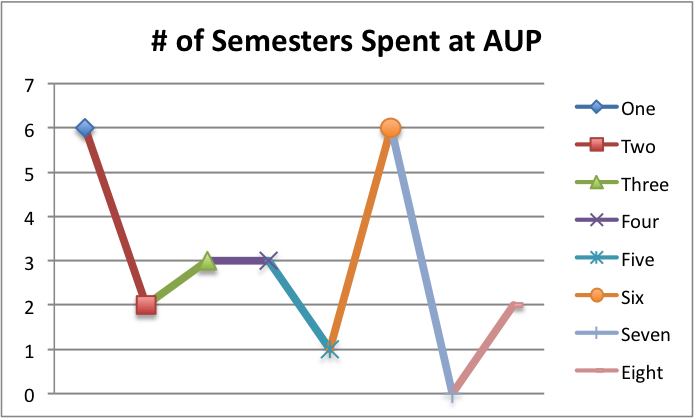 # of Semesters Spent at AUP
7
6
5
4
3
2
1
0
One
Two
Three
Four
Five
Six
Seven
Eight